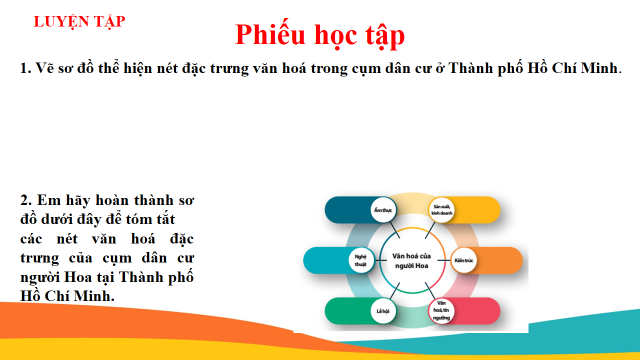 LUYỆN TẬP
Phiếu học tập
1. Vẽ sơ đồ thể hiện nét đặc trưng văn hoá trong cụm dân cư ở Thành phố Hồ Chí Minh.
2. Em hãy hoàn thành sơ
đồ dưới đây để tóm tắt
các nét văn hoá đặc
trưng của cụm dân cư
người Hoa tại Thành phố
Hồ Chí Minh.
Ẩm thực
Sản xuất,
kinh doanh
Nghệ
thuật
Văn hoá của
người Hoa
Kiến trúc
Lễ hội
Văn
hoá, tín
ngưỡng